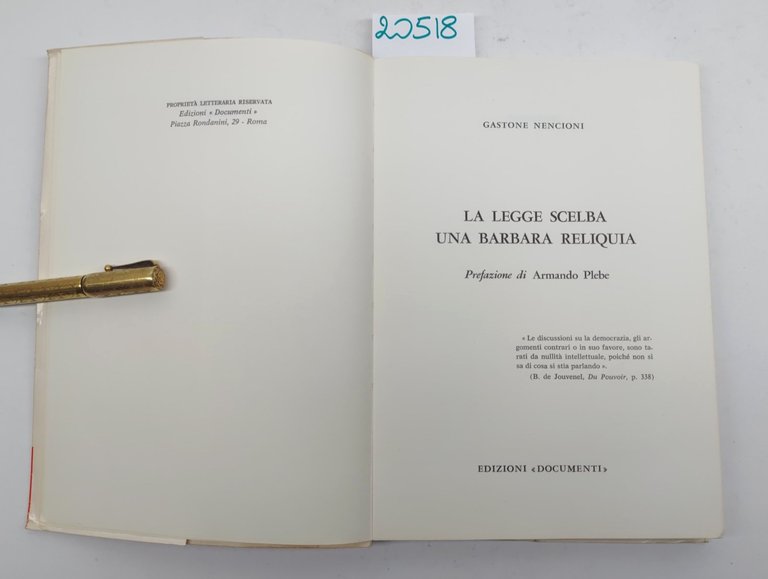 20518
PROPRIETÀ LETTERARIA RISERVATA
Edizioni « Documenti »
Piazza Rondanini, 29 - Roma
GASTONE NENCIONI
LA LEGGE SCELBA
UNA BARBARA RELIQUIA
Prefazione di Armando Plebe
« Le discussioni su la democrazia, gli ar-
gomenti contrari o in suo favore, sono ta-
rati da nullità intellettuale, poiché non si
sa di cosa si stia parlando ».
(B. de Jouvenel, Du Pouvoir, p. 338)
EDIZIONI «DOCUMENTI»